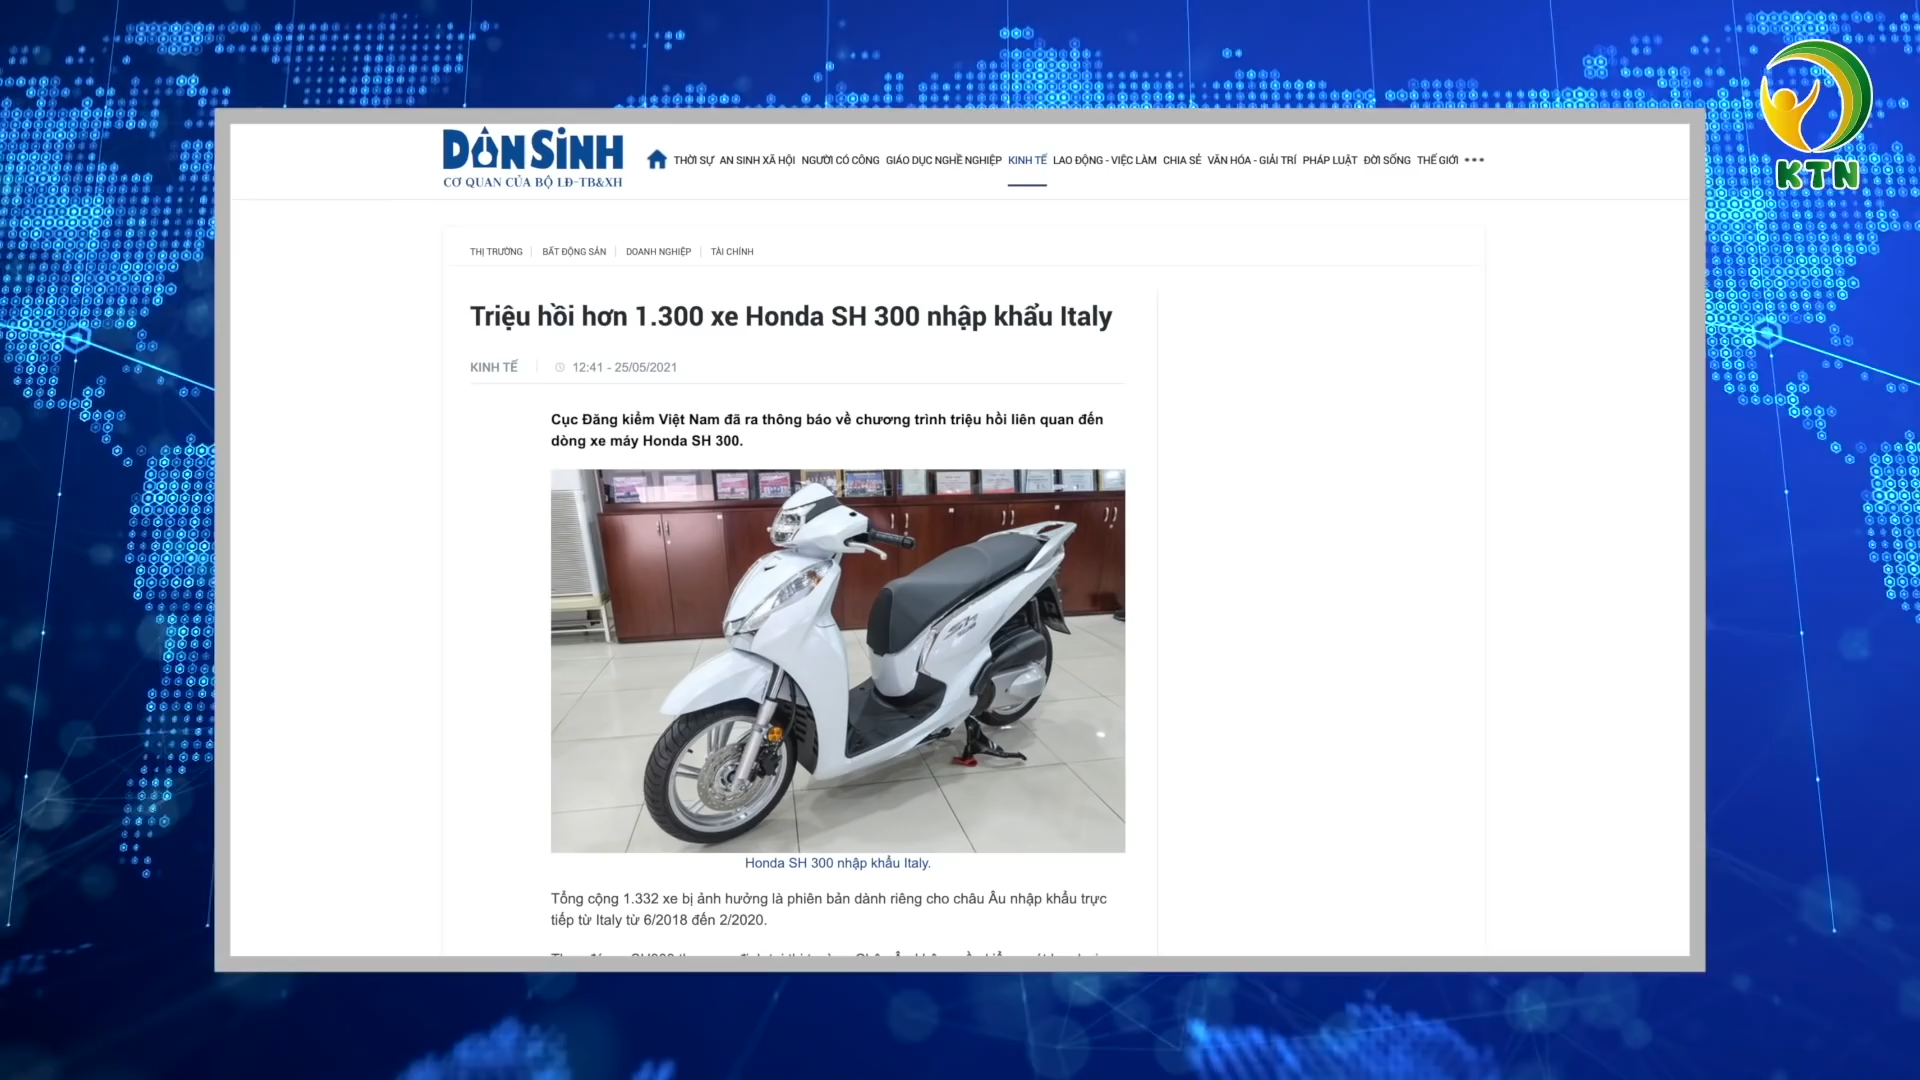 KTN
DÂN SINH
CƠ QUAN CỦA BỘ LĐ-TB&XH
THỜI SỰ AN SINH XÃ HỘI NGƯỜI CÓ CÔNG GIÁO DỤC NGHỀ NGHIỆP KINH TẾ LAO ĐỘNG - VIỆC LÀM CHIA SẺ VĂN HÓA - GIẢI TRÍ PHÁP LUẬT ĐỜI SỐNG THẾ GIỚI
THỊ TRƯỜNG BẤT ĐỘNG SẢN DOANH NGHIỆP TÀI CHÍNH
Triệu hồi hơn 1.300 xe Honda SH 300 nhập khẩu Italy
KINH TẾ 12:41 - 25/05/2021
Cục Đăng kiểm Việt Nam đã ra thông báo về chương trình triệu hồi liên quan đến
dòng xe máy Honda SH 300.
SH
Honda SH 300 nhập khẩu Italy.
Tổng cộng 1.332 xe bị ảnh hưởng là phiên bản dành riêng cho châu Âu nhập khẩu trực
tiếp từ Italy từ 6/2018 đến 2/2020.